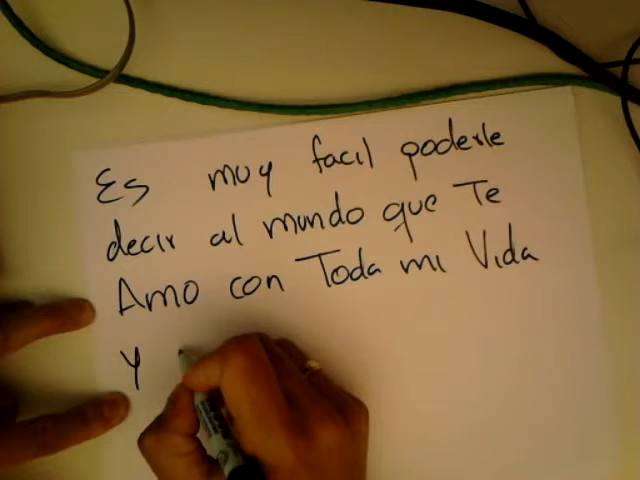 Es muy facil poderle
decir al mundo que Te
Amo con Toda mi Vida
y